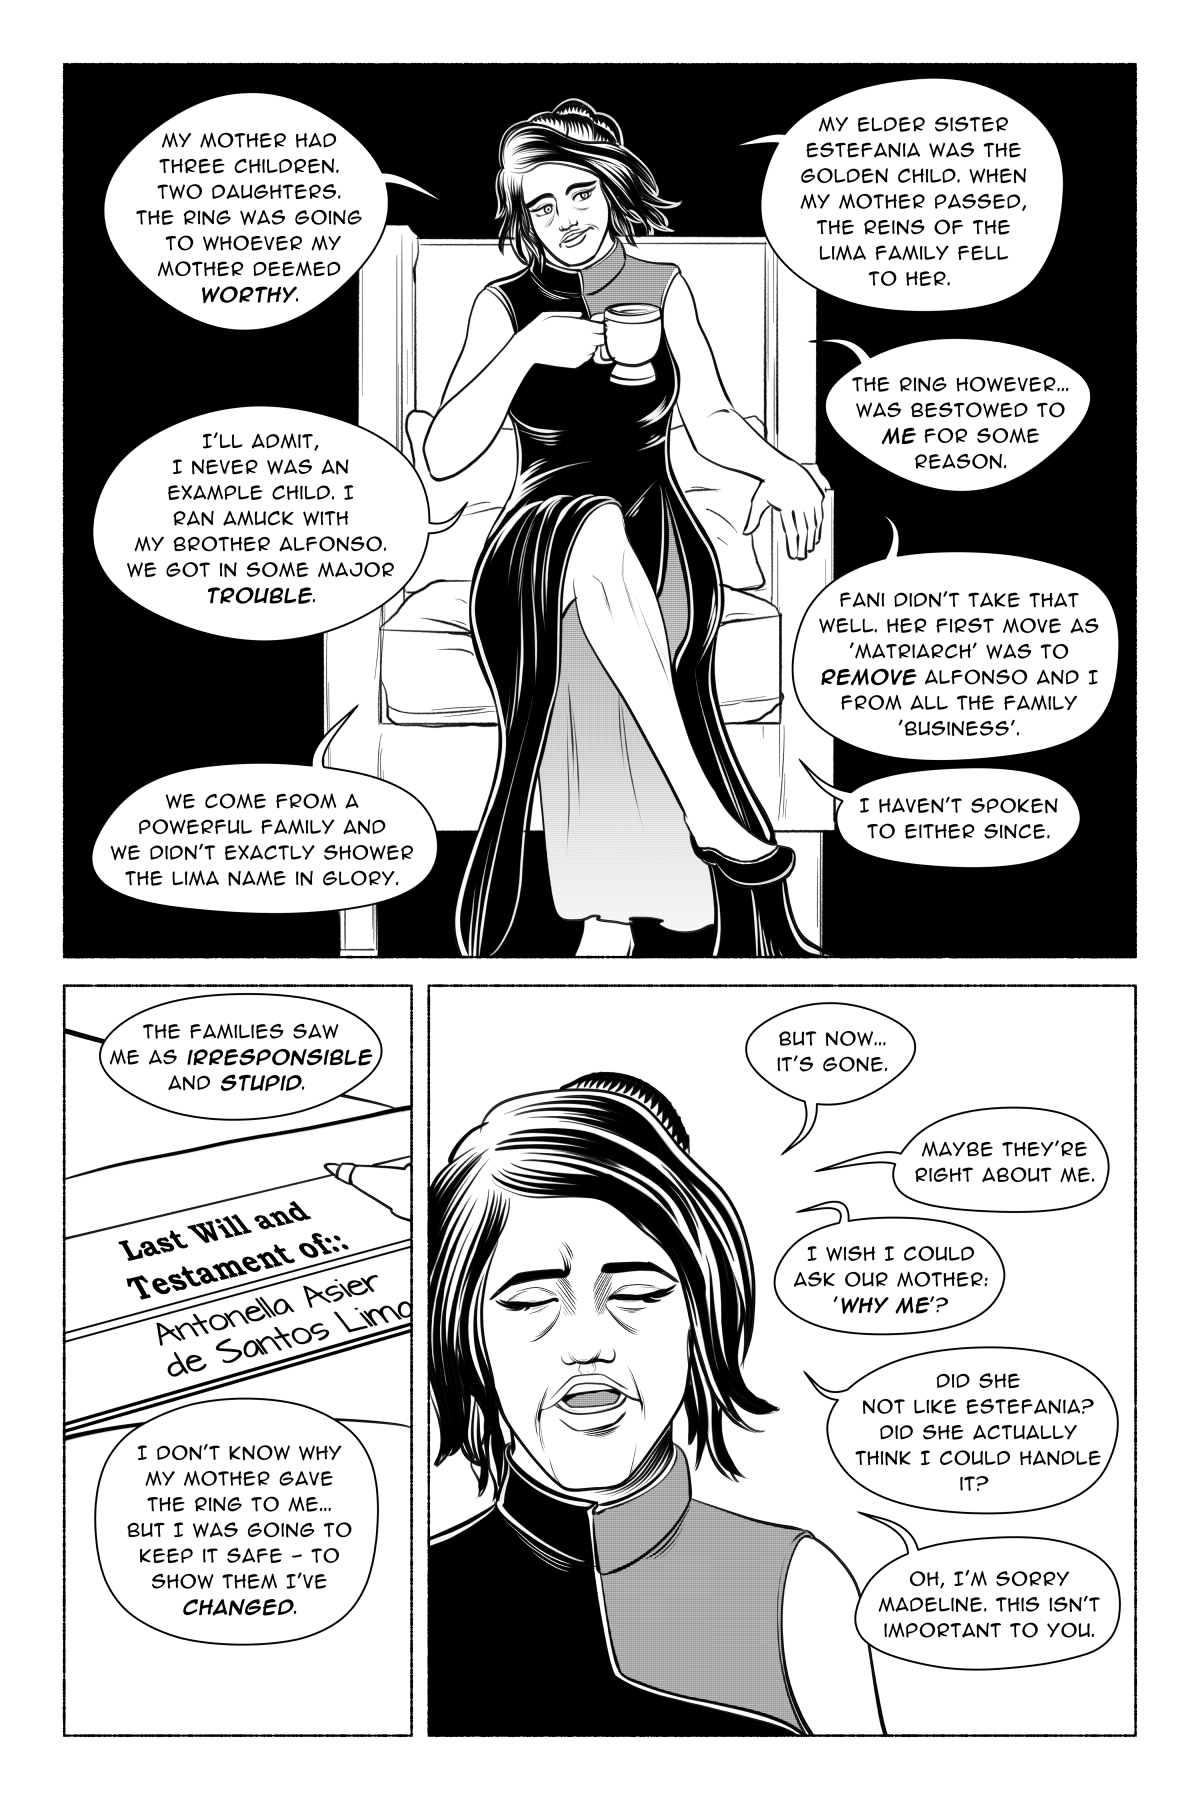 MY MOTHER HAD
THREE CHILDREN.
TWO DAUGHTERS.
THE RING WAS GOING
TO WHOEVER MY
MOTHER DEEMED
WORTHY.
I'LL ADMIT,
I NEVER WAS AN
EXAMPLE CHILD. I
RAN AMUCK WITH
MY BROTHER ALFONSO.
WE GOT IN SOME MAJOR
TROUBLE.
WE COME FROM A
POWERFUL FAMILY AND
WE DIDN'T EXACTLY SHOWER
THE LIMA NAME IN GLORY.
MY ELDER SISTER
ESTEFANIA WAS THE
GOLDEN CHILD. WHEN
MY MOTHER PASSED,
THE REINS OF THE
LIMA FAMILY FELL
TO HER.
THE RING HOWEVER...
WAS BESTOWED TO
ME FOR SOME
REASON.
FANI DIDN'T TAKE THAT
WELL. HER FIRST MOVE AS
'MATRIARCH' WAS TO
REMOVE ALFONSO AND I
FROM ALL THE FAMILY
'BUSINESS'.
I HAVEN'T SPOKEN
TO EITHER SINCE.
THE FAMILIES SAW
ME AS IRRESPONSIBLE
AND STUPID.
Last Will and
Testament of::
Antonella Asier
de Santos Lima
I DON'T KNOW WHY
MY MOTHER GAVE
THE RING TO ME...
BUT I WAS GOING TO
KEEP IT SAFE - TO
SHOW THEM I'VE
CHANGED.
BUT NOW...
IT'S GONE.
MAYBE THEY'RE
RIGHT ABOUT ME.
I WISH I COULD
ASK OUR MOTHER:
'WHY ME'?
DID SHE
NOT LIKE ESTEFANIA?
DID SHE ACTUALLY
THINK I COULD HANDLE
IT?
OH, I'M SORRY
MADELINE. THIS ISN'T
IMPORTANT TO YOU.